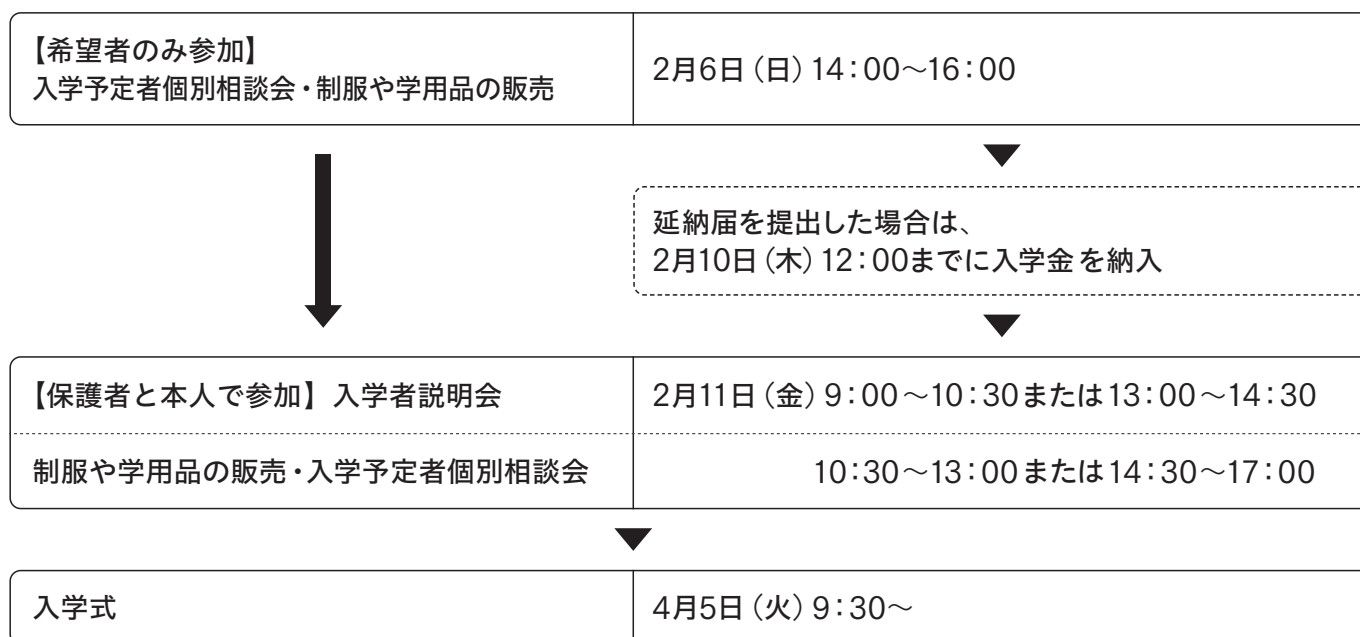 【希望者のみ参加】
入学予定者個別相談会・制服や学用品の販売
2月6日（日）14：00～16：00
延納届を提出した場合は、
2月10日（木）12：00までに入学金を納入
【保護者と本人で参加】入学者説明会
2月11日（金）9：00～10：30または13：00～14：30
制服や学用品の販売・入学予定者個別相談会
10：30～13：00または14：30～17：00
入学式
4月5日（火）9：30～